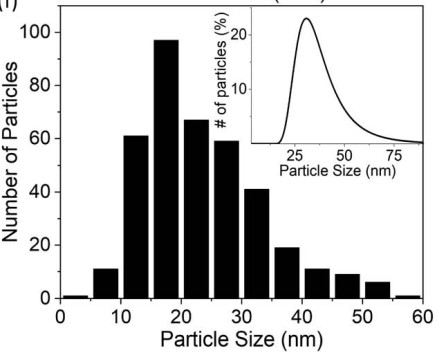 100
80
60
40
20
0
Number of Particles
0 10 20 30 40 50 60
Particle Size (nm)
20
10
# of particles (%)
25 50 75
Particle Size (nm)